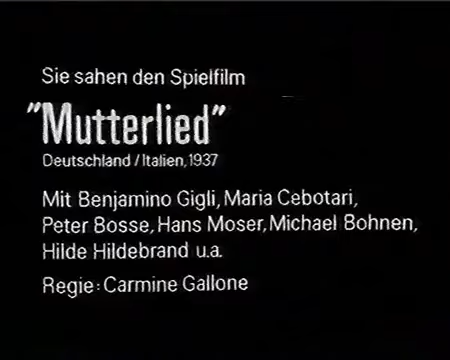 Sie sahen den Spielfilm
"Mutterlied"
Deutschland/Italien, 1937
Mit Benjamino Gigli, Maria Cebotari,
Peter Bosse, Hans Moser, Michael Bohnen,
Hilde Hildebrand u.a.
Regie: Carmine Gallone